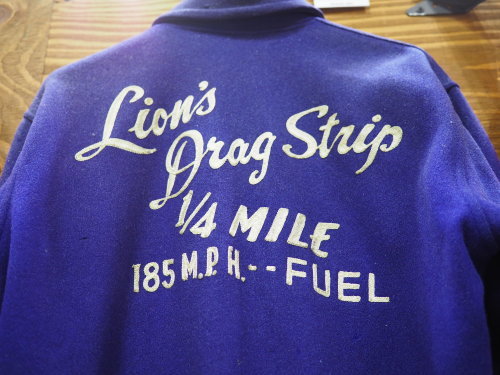 Lion's
Drag Strip
1/4 MILE
185 M.P.H.--FUEL